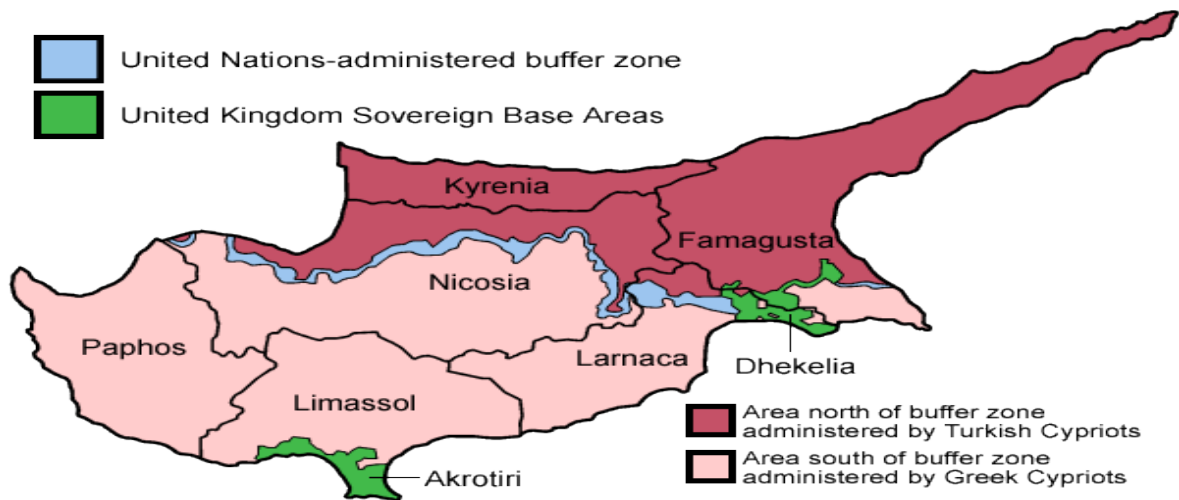 United Nations-administered buffer zone
United Kingdom Sovereign Base Areas
Kyrenia
Famagusta
Nicosia
Paphos
Larnaca
Dhekelia
Limassol
Area north of buffer zone
administered by Turkish Cypriots
Area south of buffer zone
administered by Greek Cypriots
Akrotiri